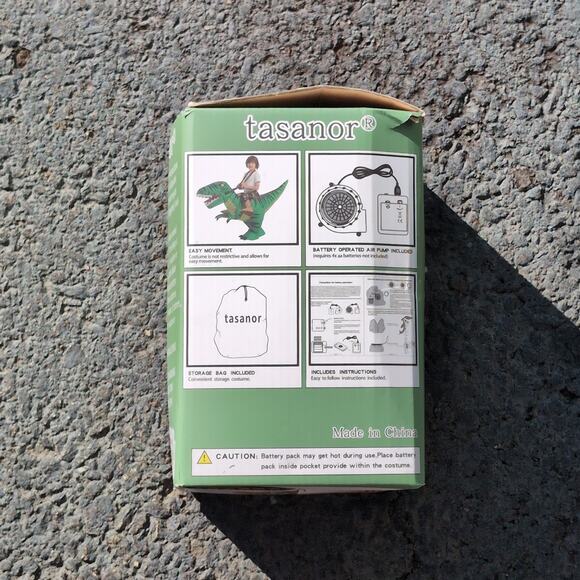 tasanor®
EASY MOVEMENT
Costume is not restrictive and allows for
easy movement.
BATTERY OPERATED AIR PUMP INCLUDED
(requires 4x aa batteries not included)
tasanor
STORAGE BAG INCLUDED
Convenient storage costume.
INCLUDES INSTRUCTIONS
Easy to follow instructions included.
Made in China
CAUTION: Battery pack may get hot during use.Place battery
pack inside pocket provide within the costume.